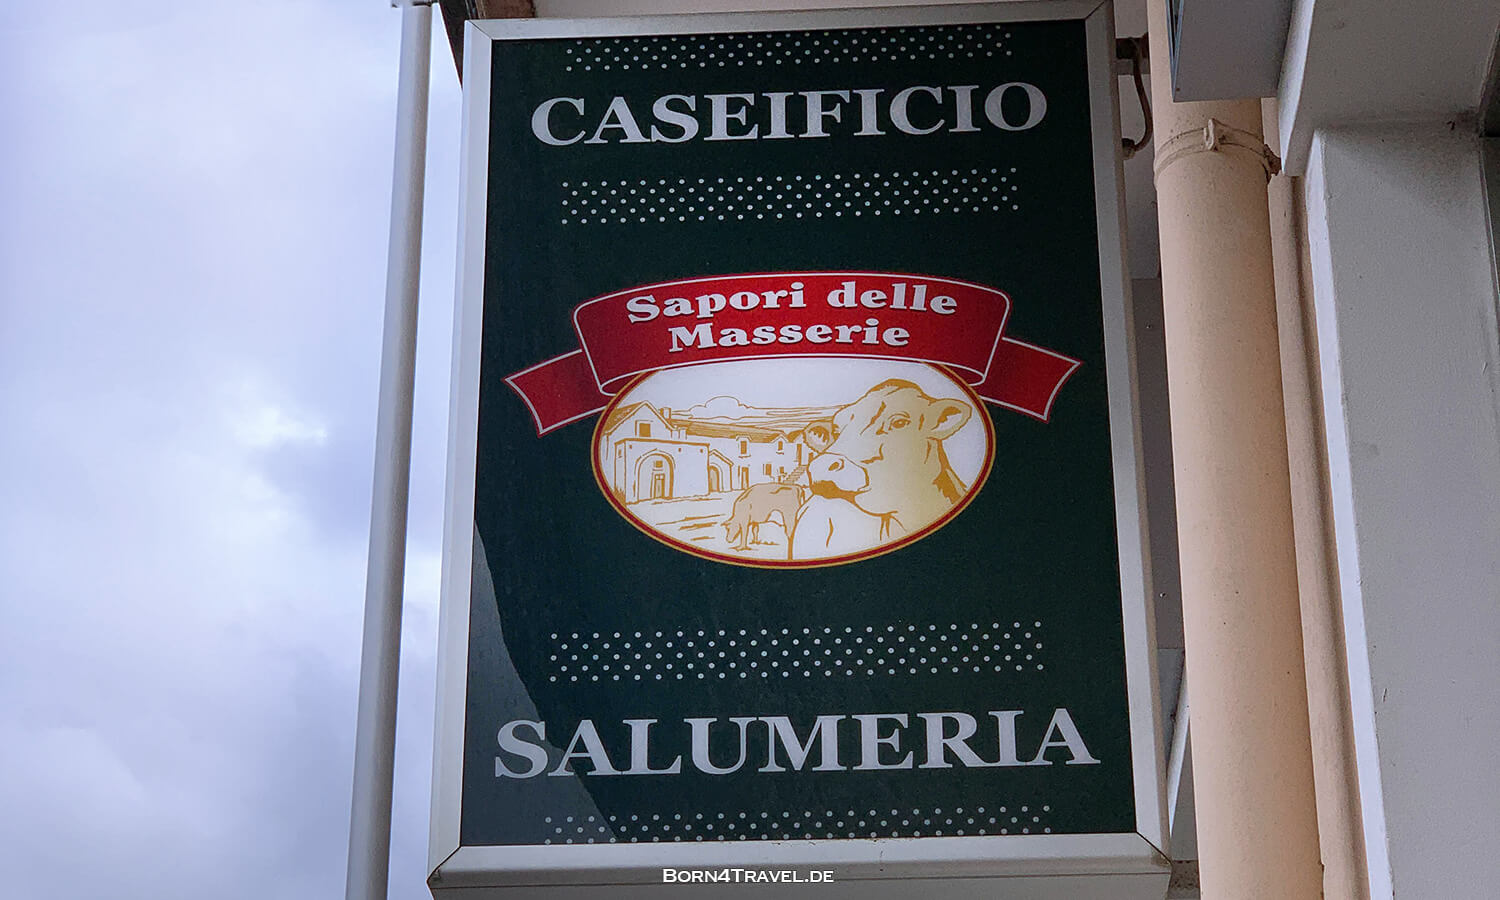 CASEIFICIO
Sapori delle
Masserie
SALUMERIA
Born4Travel.de